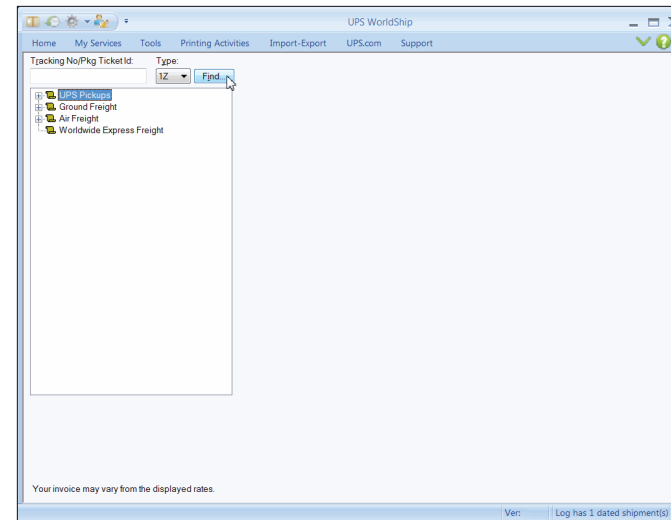 UPS WorldShip
Home My Services Tools Printing Activities Import-Export UPS.com Support
Tracking No/Pkg Ticket Id: Type:
1Z Find...
UPS Pickups
Ground Freight
Air Freight
Worldwide Express Freight
Your invoice may vary from the displayed rates.
Ver: Log has 1 dated shipment(s)